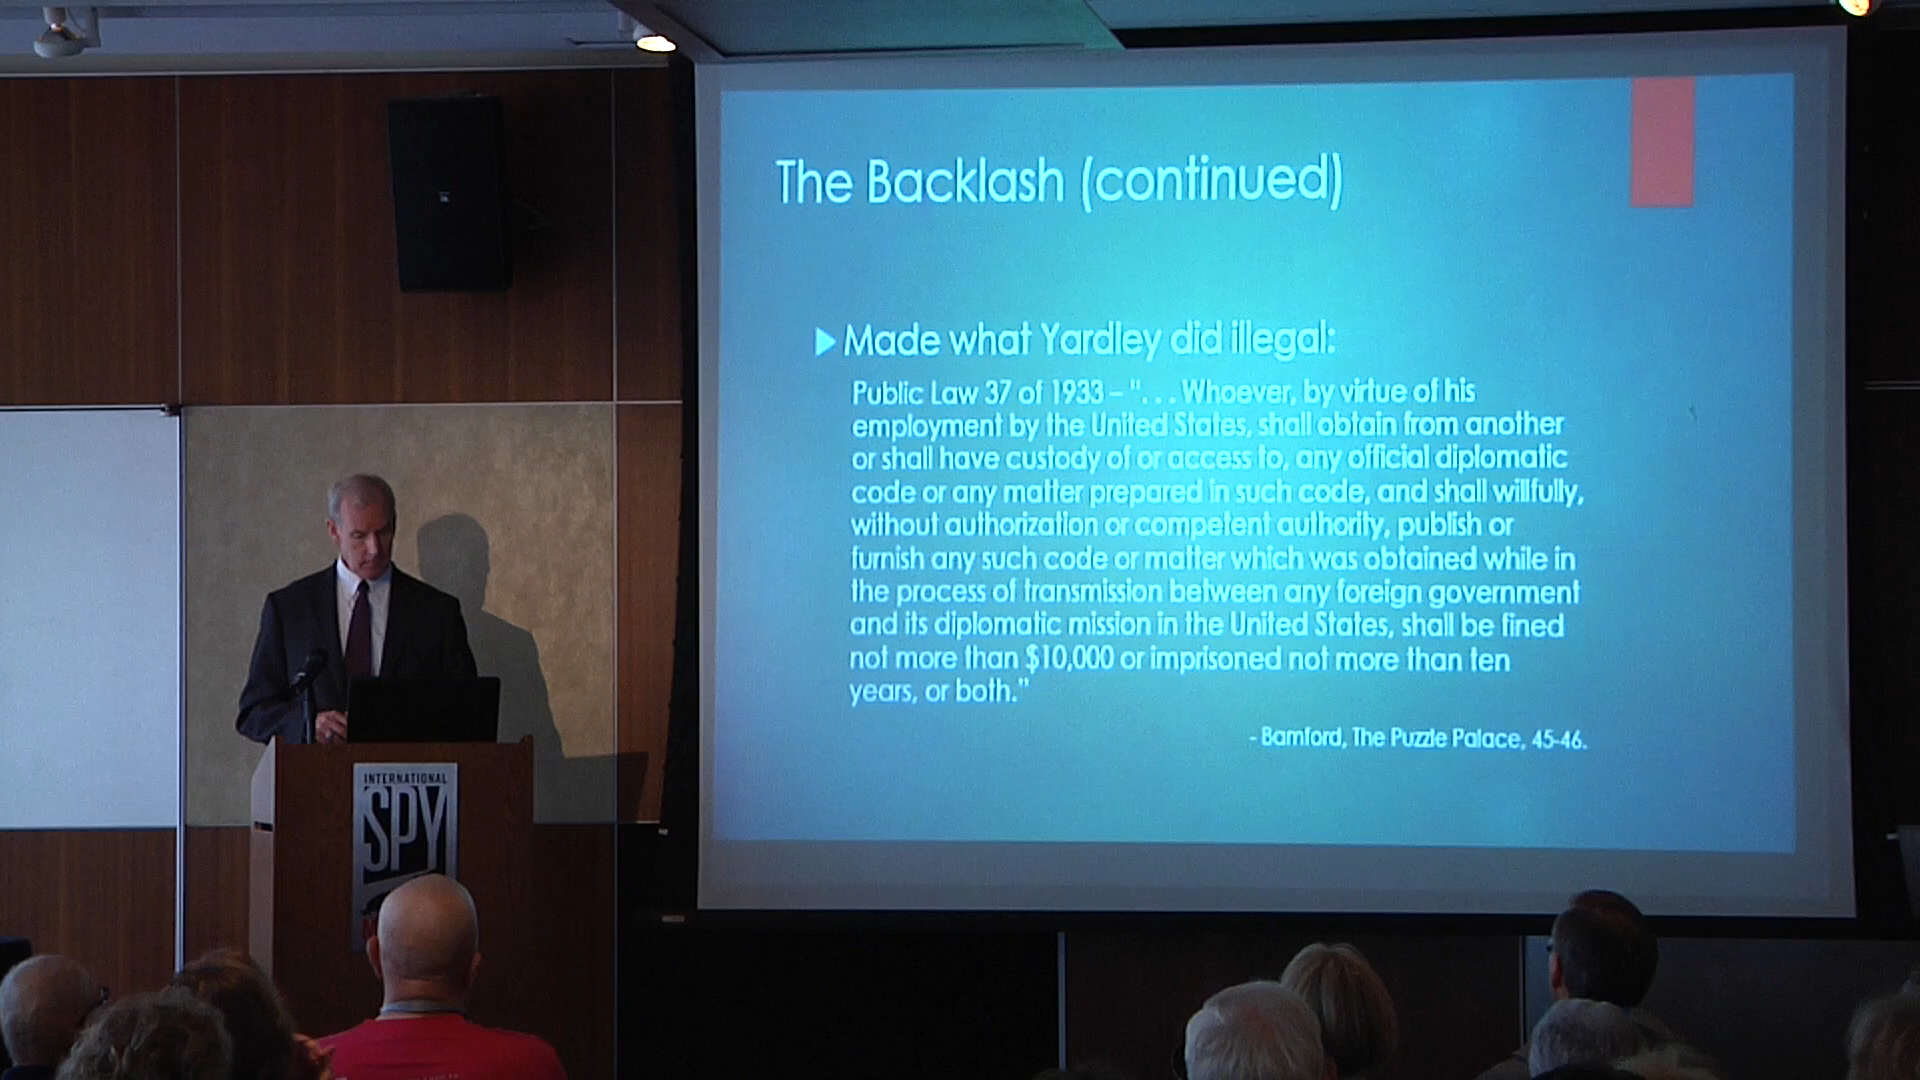 The Backlash (continued)
Made what Yardley did illegal:
Public Law 37 of 1933 – ". . . Whoever, by virtue of his
employment by the United States, shall obtain from another
or shall have custody of or access to, any official diplomatic
code or any matter prepared in such code, and shall willfully,
without authorization or competent authority, publish or
furnish any such code or matter which was obtained while in
the process of transmission between any foreign government
and its diplomatic mission in the United States, shall be fined
not more than $10,000 or imprisoned not more than ten
years, or both."
- Bamford, The Puzzle Palace, 45-46.
INTERNATIONAL
SPY